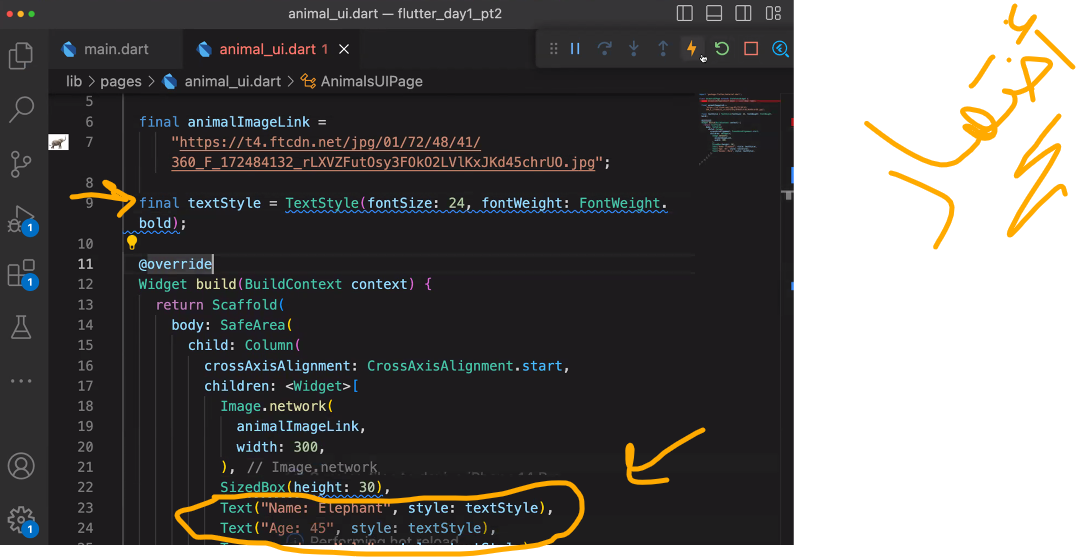 animal_ui.dart — flutter_day1_pt2
main.dart animal_ui.dart 1
lib > pages > animal_ui.dart > AnimalsUIPage
5
6 final animalImageLink =
7 "https://t4.ftcdn.net/jpg/01/72/48/41/
360_F_172484132_rLXVZFutOsy3FOkO2LVlKxJKd45chrUO.jpg";
8
9 final textStyle = TextStyle(fontSize: 24, fontWeight: FontWeight.
bold);
10
11 @override
12 Widget build(BuildContext context) {
13 return Scaffold(
14 body: SafeArea(
15 child: Column(
16 crossAxisAlignment: CrossAxisAlignment.start,
17 children: <Widget>[
18 Image.network(
19 animalImageLink,
20 width: 300,
21 ), // Image.network
22 SizedBox(height: 30),
23 Text("Name: Elephant", style: textStyle),
24 Text("Age: 45", style: textStyle),
Performing hot reload
1
1
1